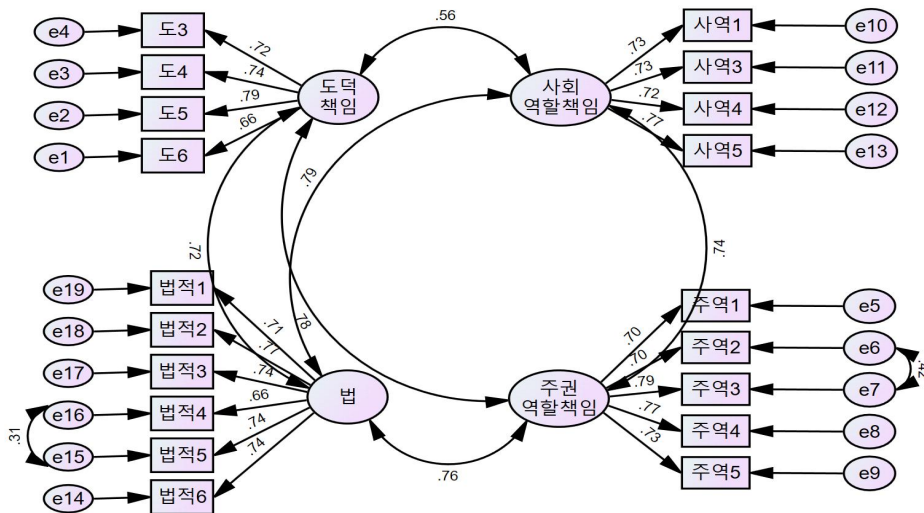 .56
e4
도3
e3
도4
e2
도5
e1
도6
.72
.74
.79
.66
도덕
책임
사회
역할책임
.73
.73
.72
.77
사역1
e10
사역3
e11
사역4
e12
사역5
e13
.79
.72
.78
.74
e19
법적1
e18
법적2
e17
법적3
e16
법적4
e15
법적5
e14
법적6
.31
.71
.77
.74
.66
.74
.74
법
주권
역할책임
.76
.70
.70
.79
.77
.73
주역1
e5
주역2
e6
주역3
e7
주역4
e8
주역5
e9